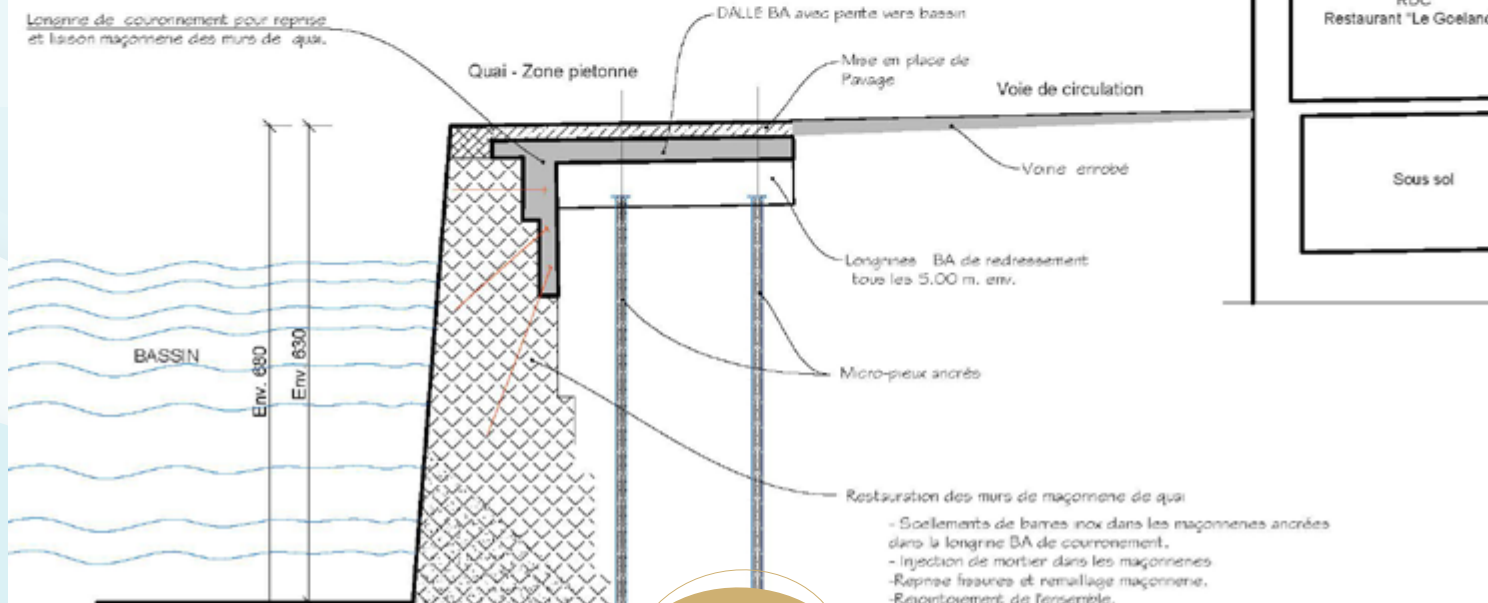 Longrine de couronnement pour reprise
et liaison maçonnerie des murs de quai.
DALLE BA avec pente vers bassin
RDC
Restaurant "Le Goeland
Quai - Zone pietonne
Mise en place de
Pavage
Voie de circulation
Voirie enrobé
Sous sol
Longrines BA de redressement
tous les 5.00 m. env.
BASSIN
Env. 680
Env. 630
Micro-pieux ancrés
Restauration des murs de maçonnerie de quai
- Scellements de barres inox dans les maçonneries ancrées
dans la longrine BA de couronnement.
- Injection de mortier dans les maçonneries
-Reprise fissures et remaillage maçonnerie.
-Rejointoiement de l'ensemble.